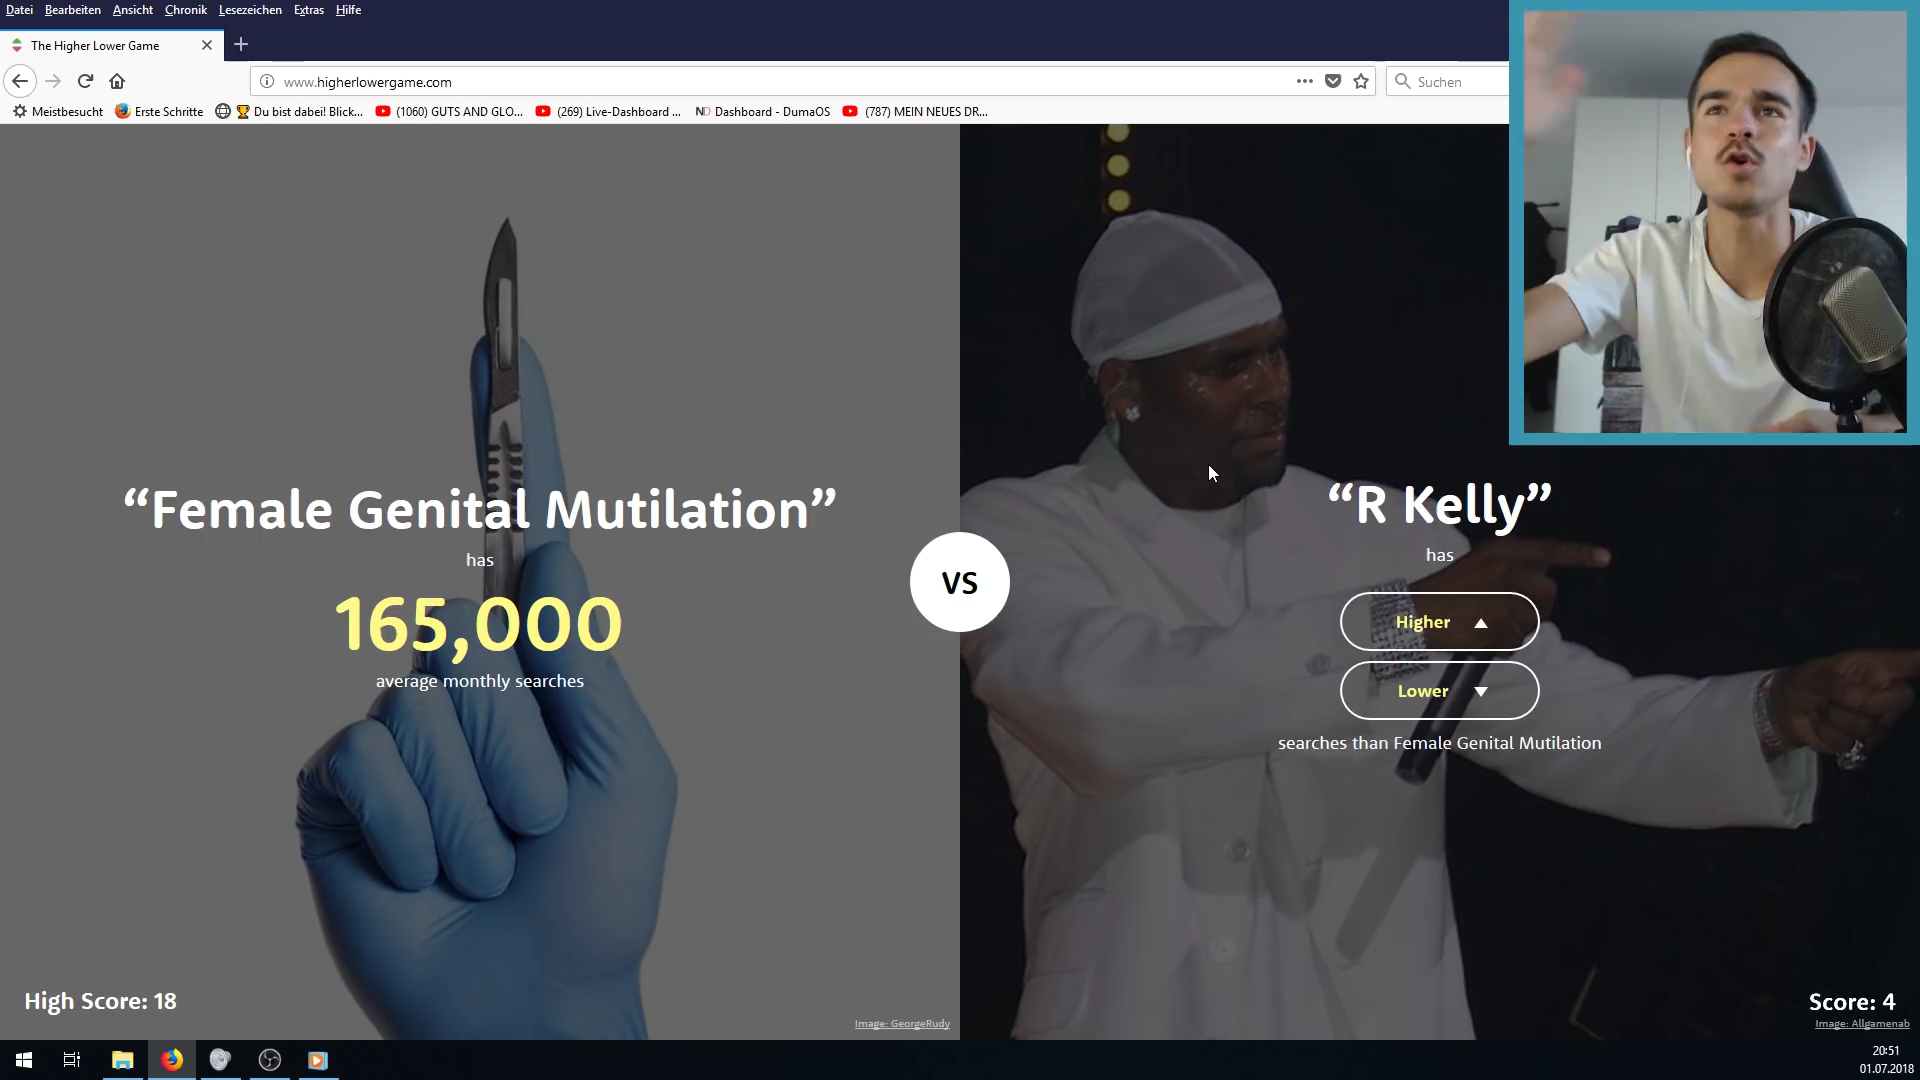 Datei Bearbeiten Ansicht Chronik Lesezeichen Extras Hilfe
The Higher Lower Game
www.higherlowergame.com
Suchen
Meistbesucht Erste Schritte Du bist dabei! Blick... (1060) GUTS AND GLO... (269) Live-Dashboard ... ND Dashboard - DumaOS (787) MEIN NEUES DR...
“Female Genital Mutilation”
has
165,000
average monthly searches
VS
“R Kelly”
has
Higher
Lower
searches than Female Genital Mutilation
High Score: 18
Image: GeorgeRudy
Score: 4
Image: Allgamenab
20:51
01.07.2018